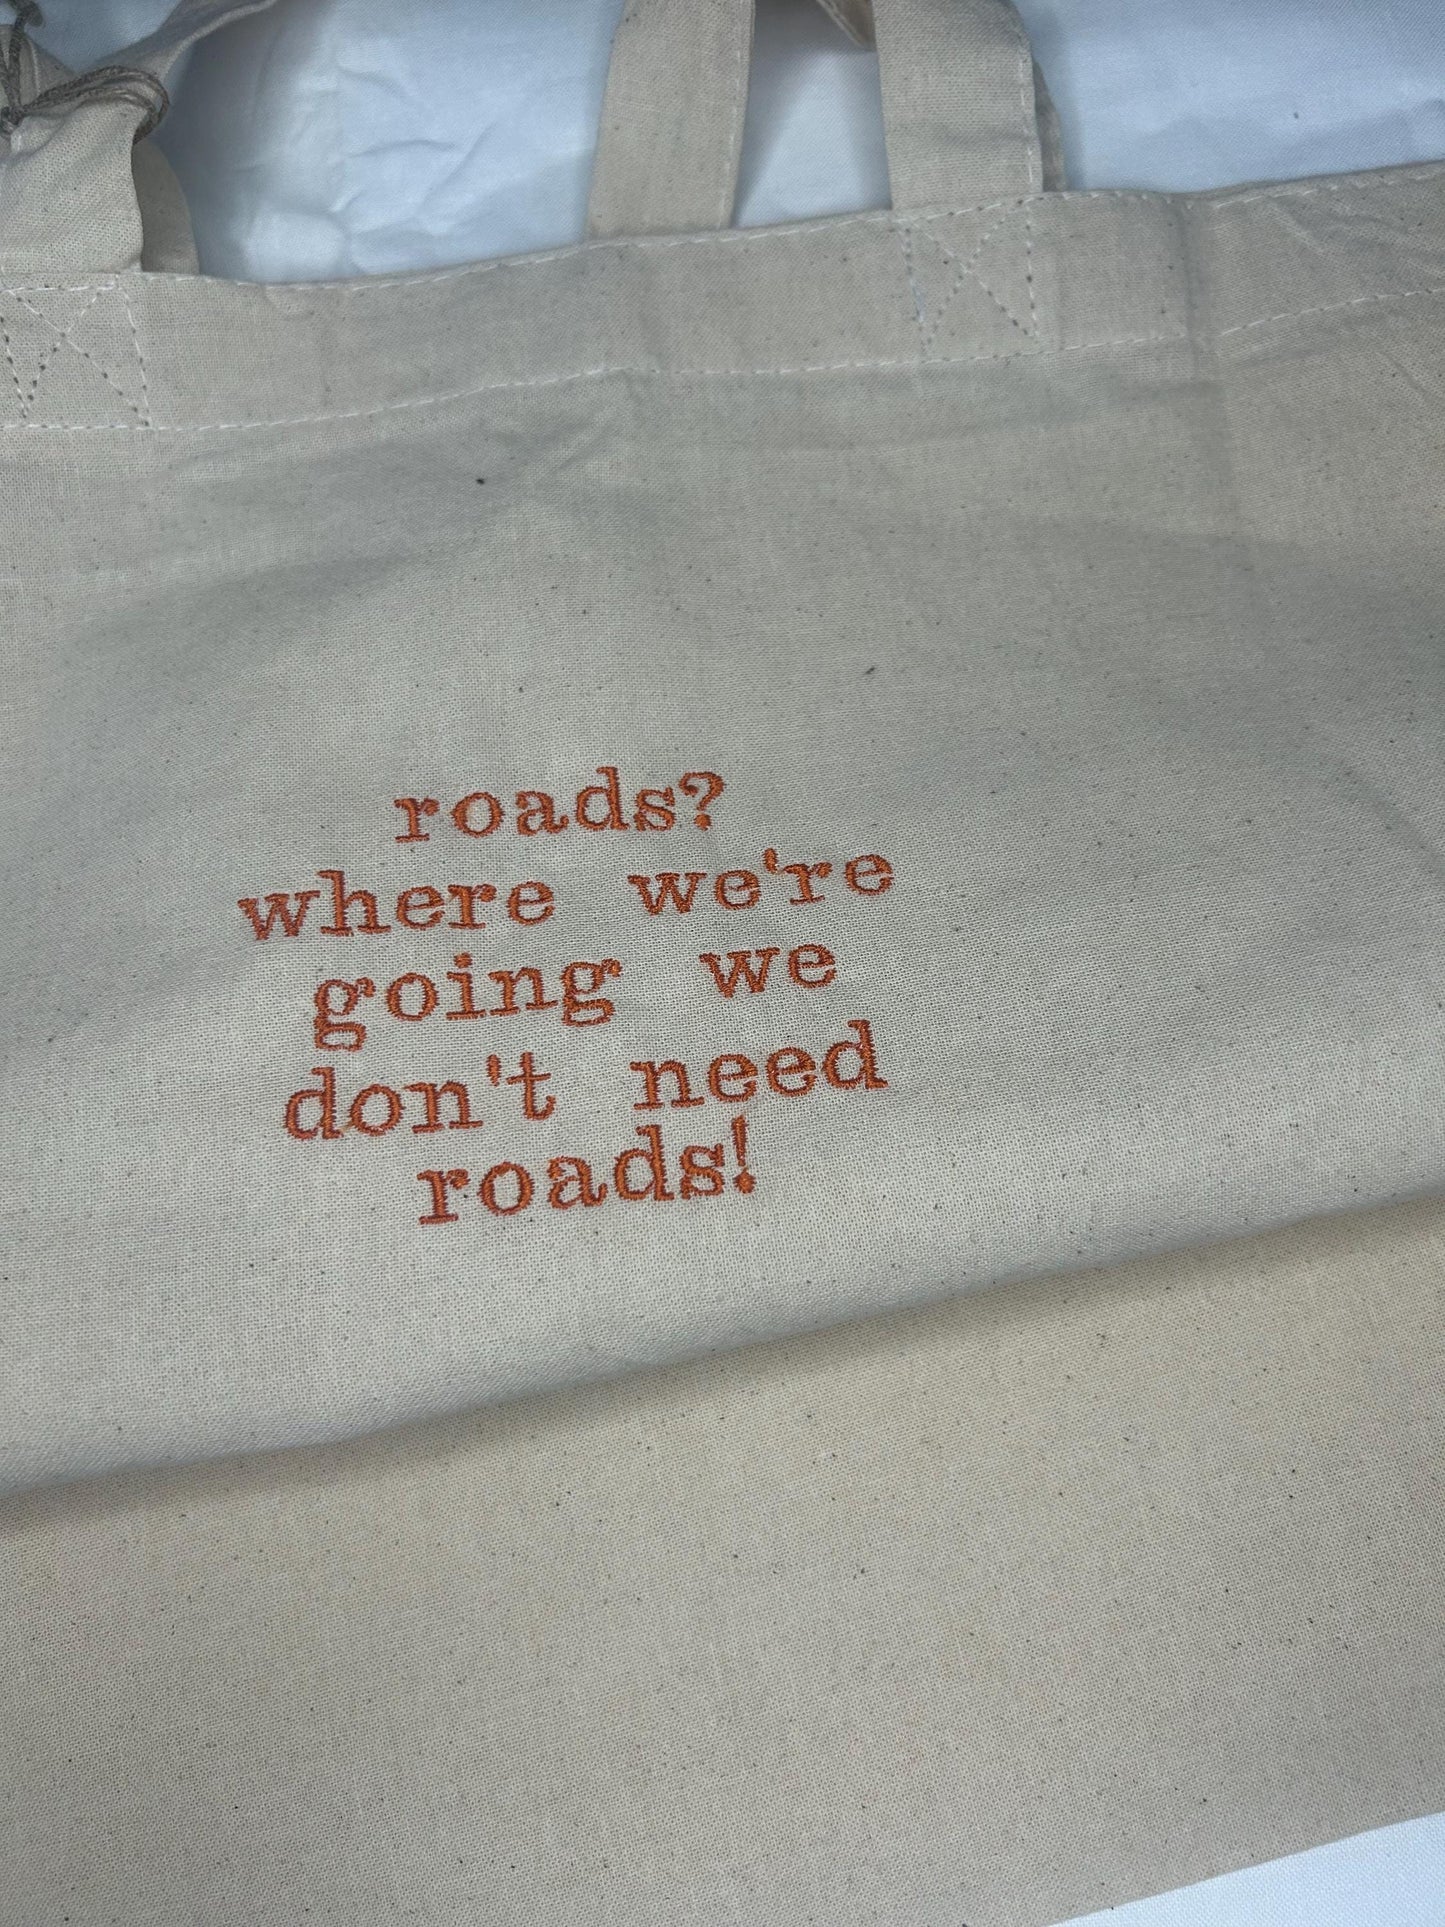 roads?
where we're
going we
don't need
roads!